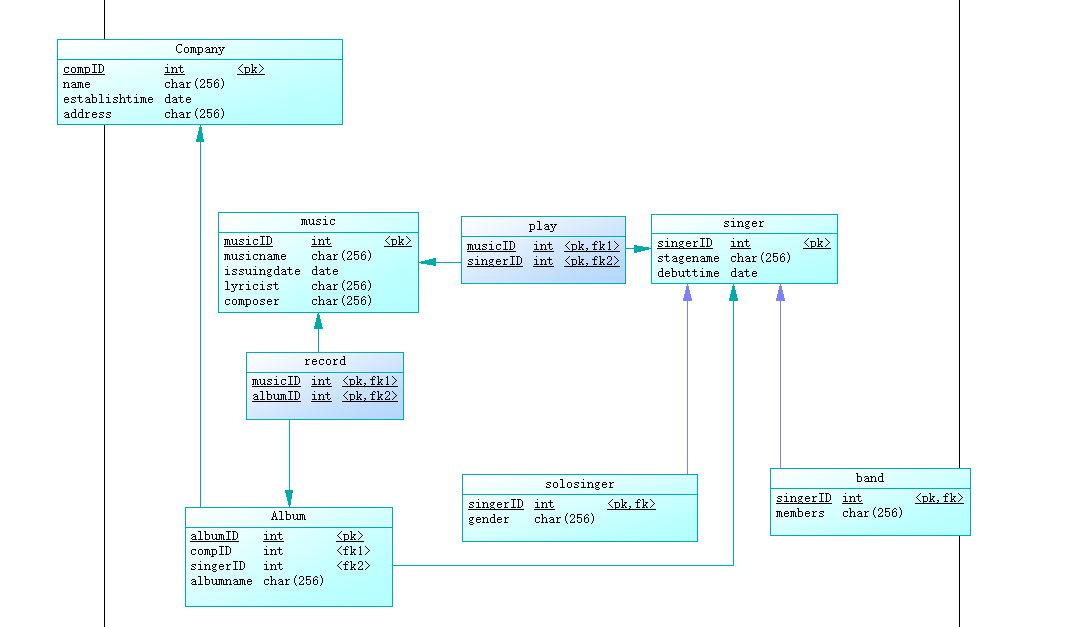 Company
compID int <pk>
name char(256)
establishtime date
address char(256)
music
musicID int <pk>
musicname char(256)
issuingdate date
lyricist char(256)
composer char(256)
play
musicID int <pk,fk1>
singerID int <pk,fk2>
singer
singerID int <pk>
stagename char(256)
debuttime date
record
musicID int <pk,fk1>
albumID int <pk,fk2>
solosinger
singerID int <pk,fk>
gender char(256)
band
singerID int <pk,fk>
members char(256)
Album
albumID int <pk>
compID int <fk1>
singerID int <fk2>
albumname char(256)